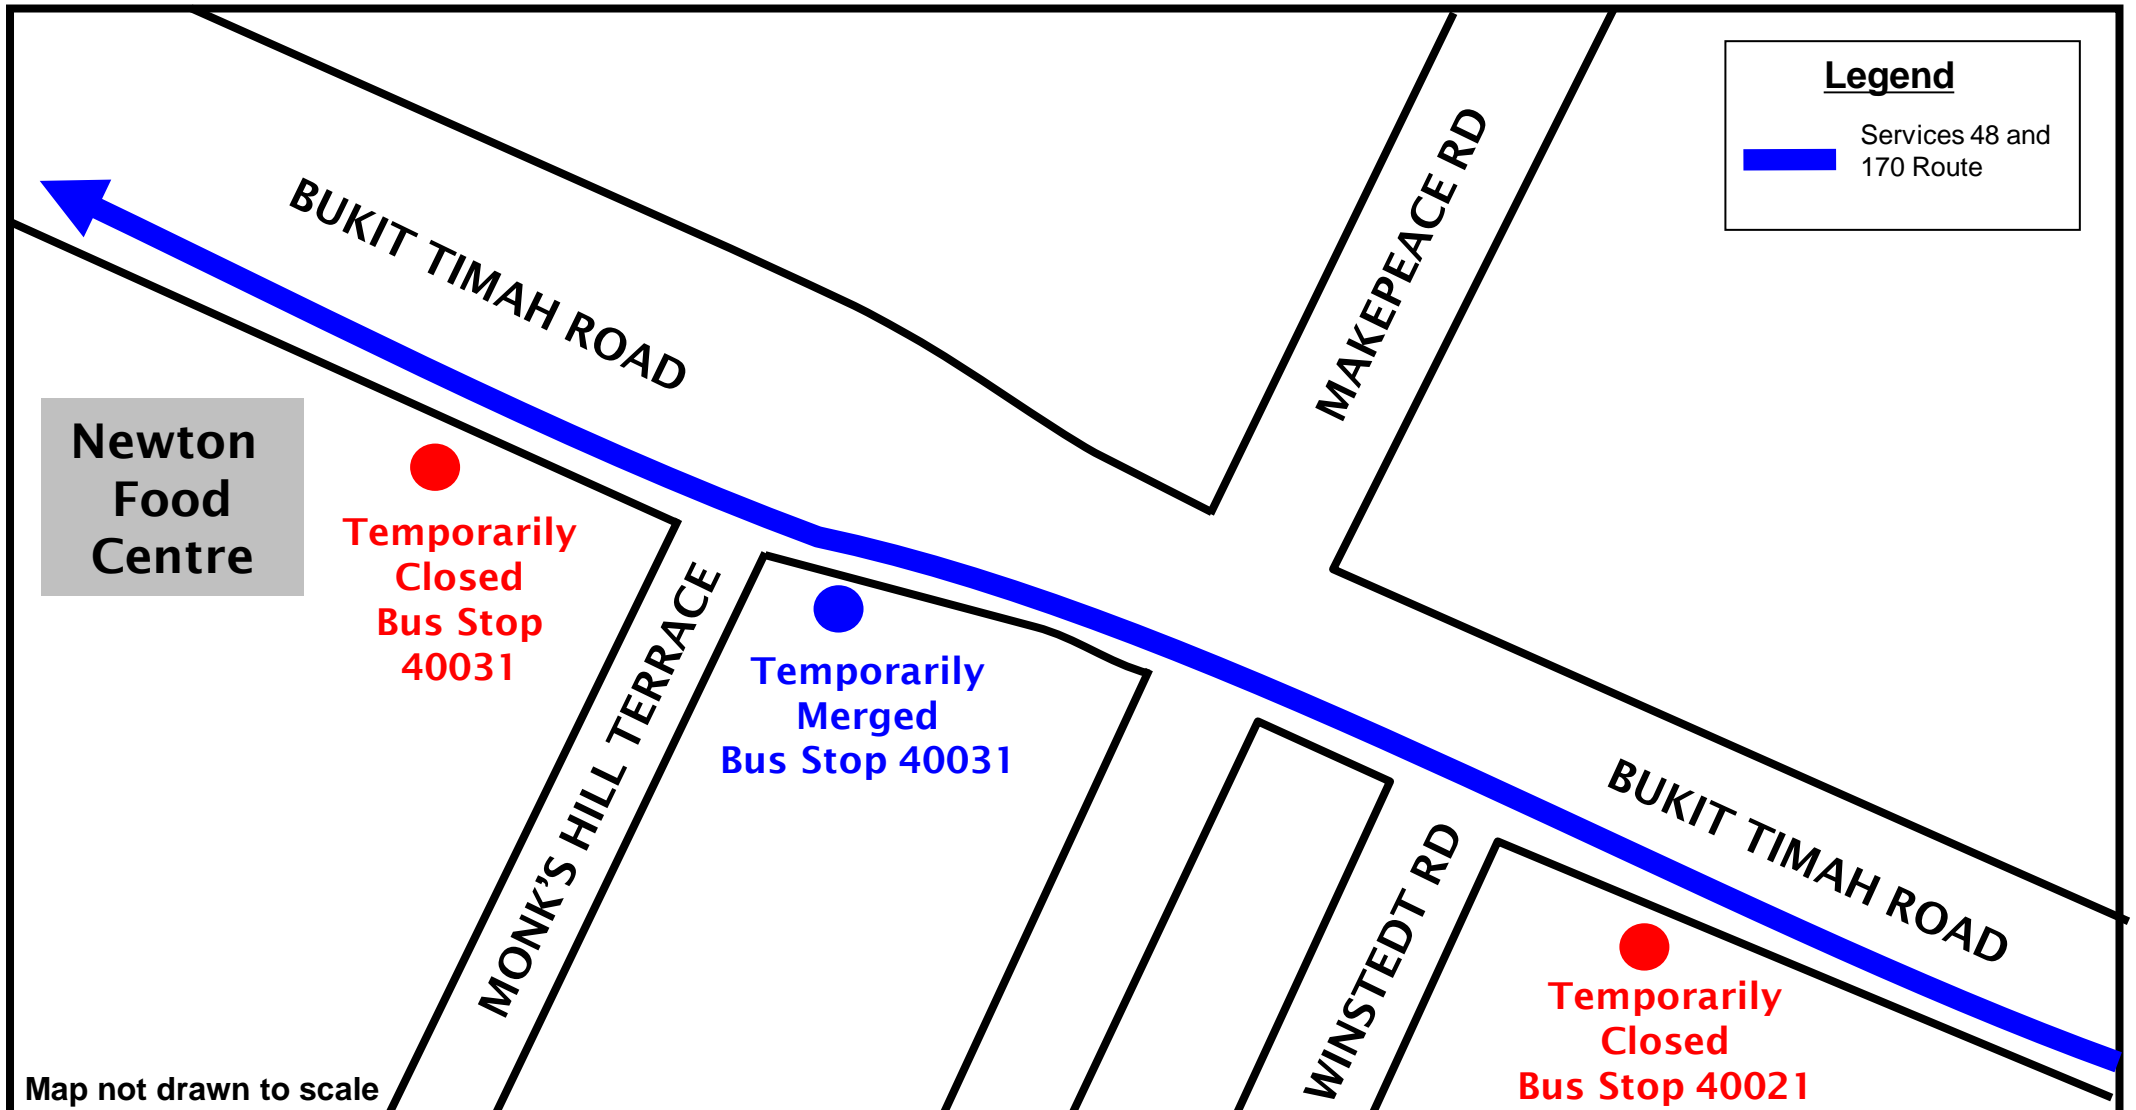 Legend
Services 48 and
170 Route
MAKEPEACE RD
BUKIT TIMAH ROAD
Newton
Food
Centre
Temporarily
Closed
Bus Stop
40031
MONK'S HILL TERRACE
Temporarily
Merged
Bus Stop 40031
BUKIT TIMAH ROAD
WINSTEDT RD
Temporarily
Closed
Bus Stop 40021
Map not drawn to scale